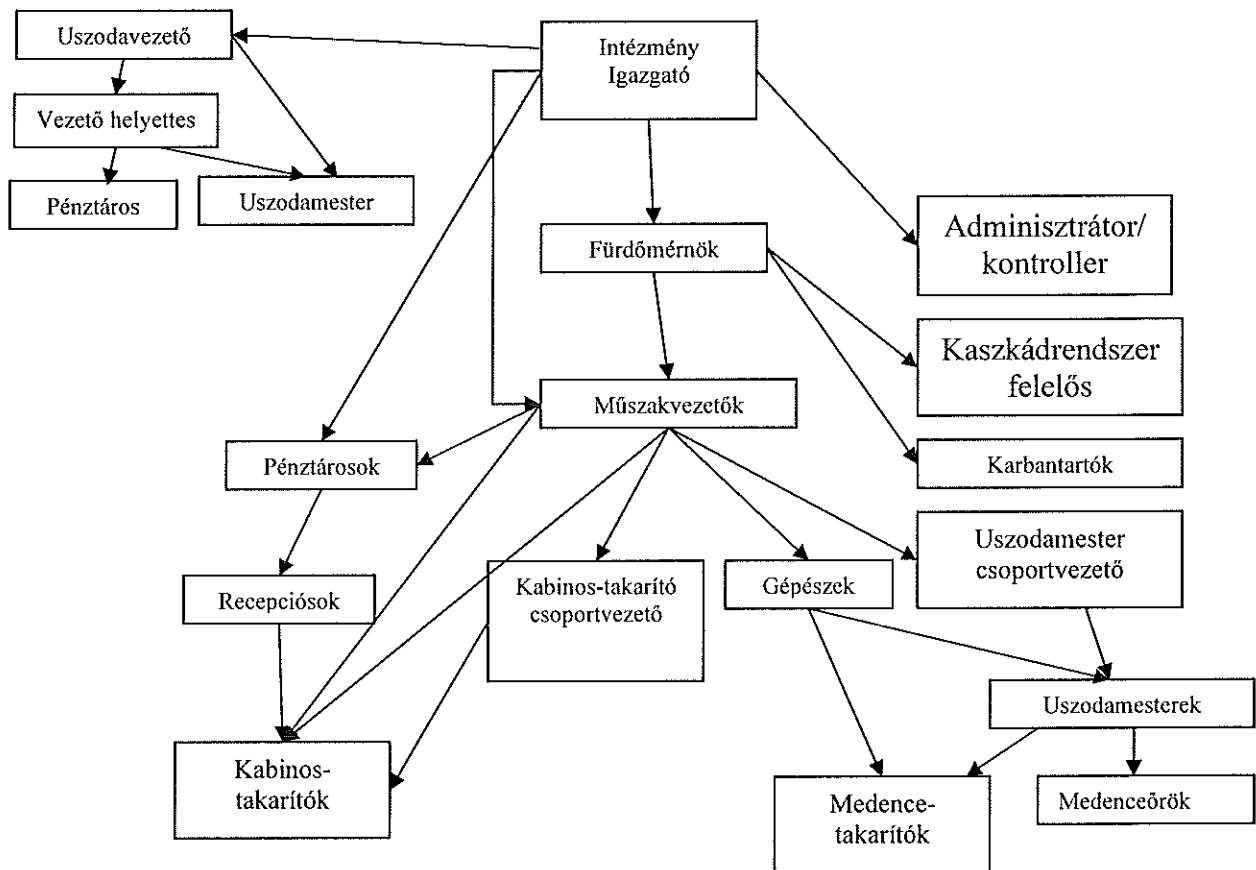 Uszodavezető
Intézmény
Igazgató
Vezető helyettes
Pénztáros
Uszodamester
Adminisztrátor/
kontroller
Fürdőmérnök
Kaszkádrendszer
felelős
Műszakvezetők
Pénztárosok
Karbantartók
Uszodamester
csoportvezető
Recepciósok
Kabinos-takarító
csoportvezető
Gépészek
Uszodamesterek
Kabinos-
takarítók
Medence-
takarítók
Medenceőrök